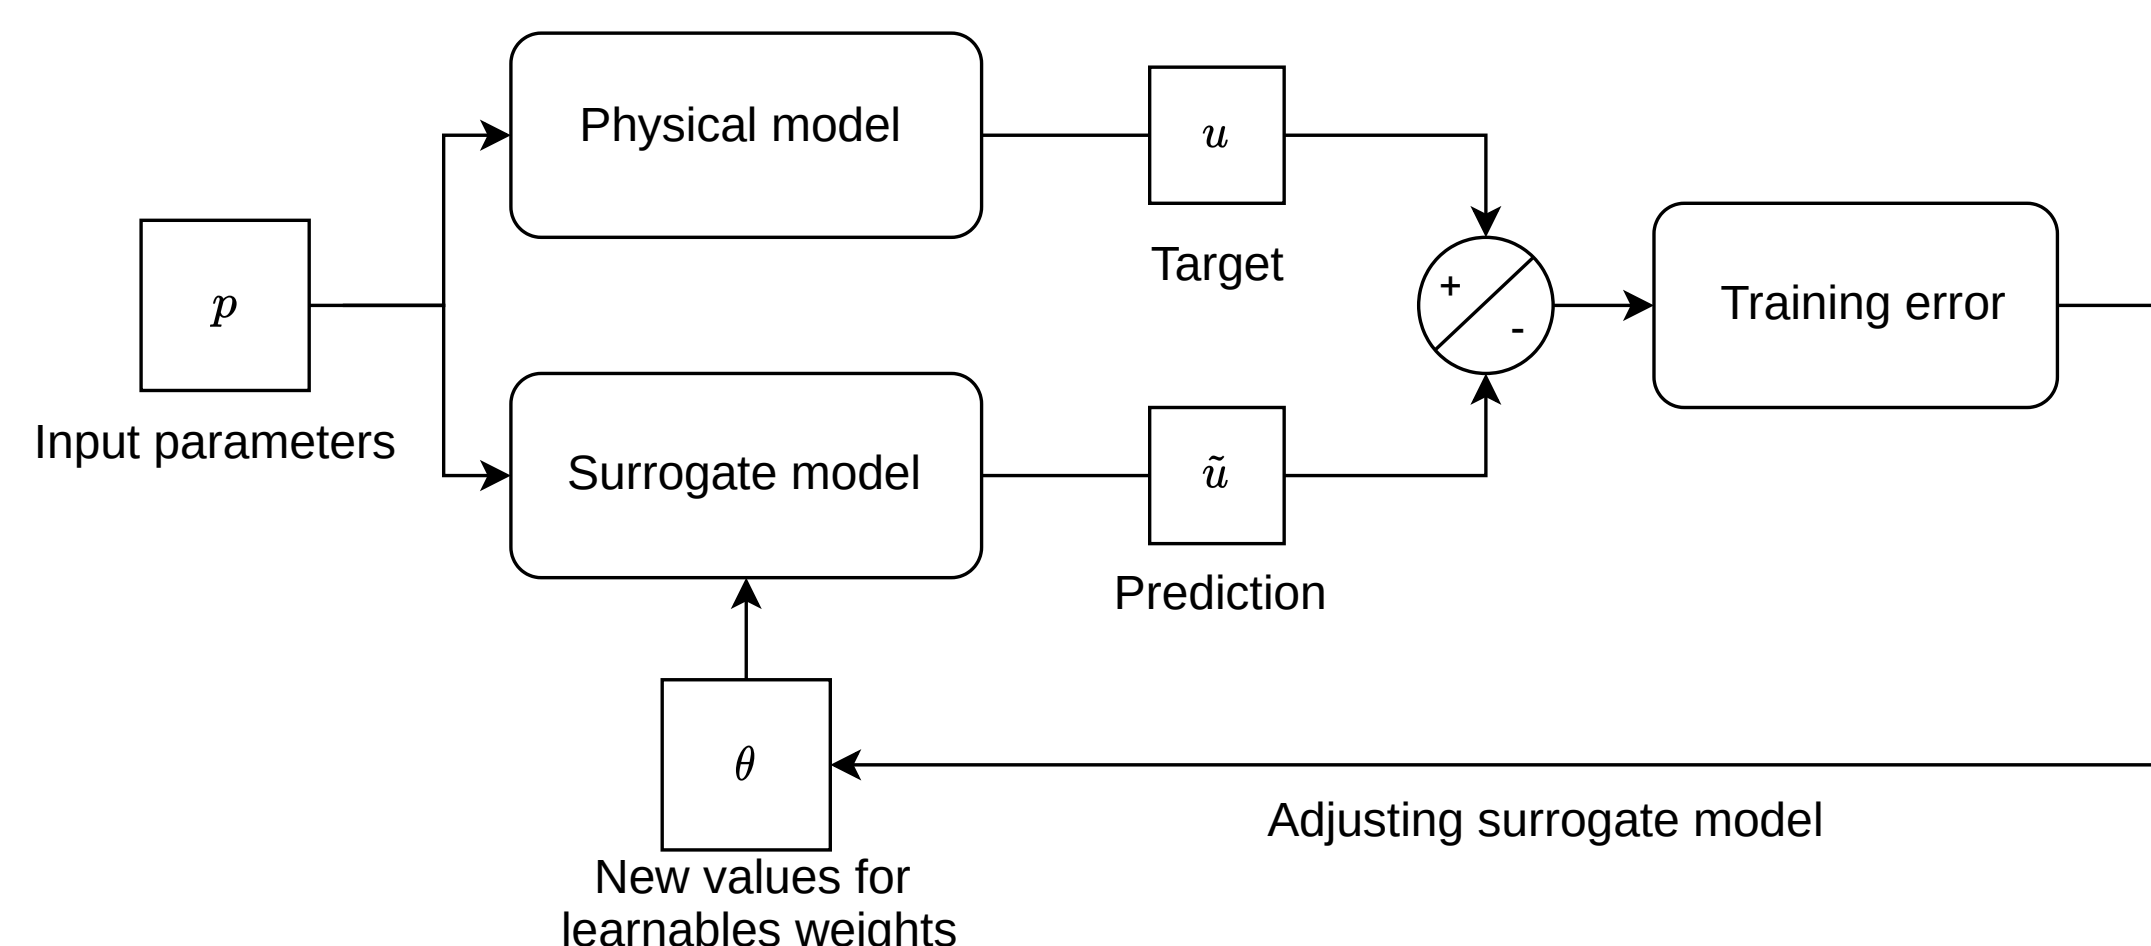 Physical model
u
Target
p
Input parameters
+
-
Training error
Surrogate model
ũ
Prediction
θ
Adjusting surrogate model
New values for
learnables weights